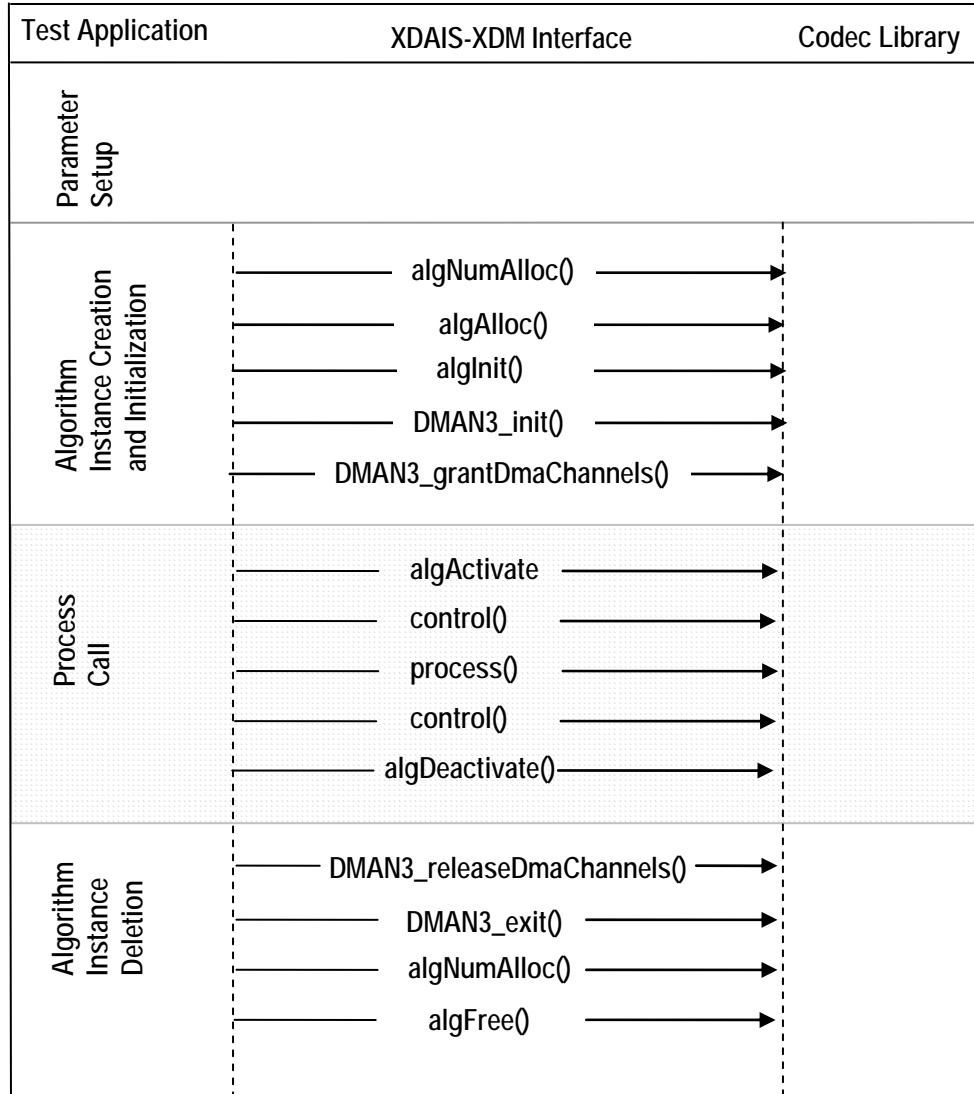 Test Application
XDAIS-XDM Interface
Codec Library
Parameter
Setup
Algorithm
Instance Creation
and Initialization
algNumAlloc()
algAlloc()
algInit()
DMAN3_init()
DMAN3_grantDmaChannels()
Process
Call
algActivate
control()
process()
control()
algDeactivate()
Algorithm
Instance
Deletion
DMAN3_releaseDmaChannels()
DMAN3_exit()
algNumAlloc()
algFree()